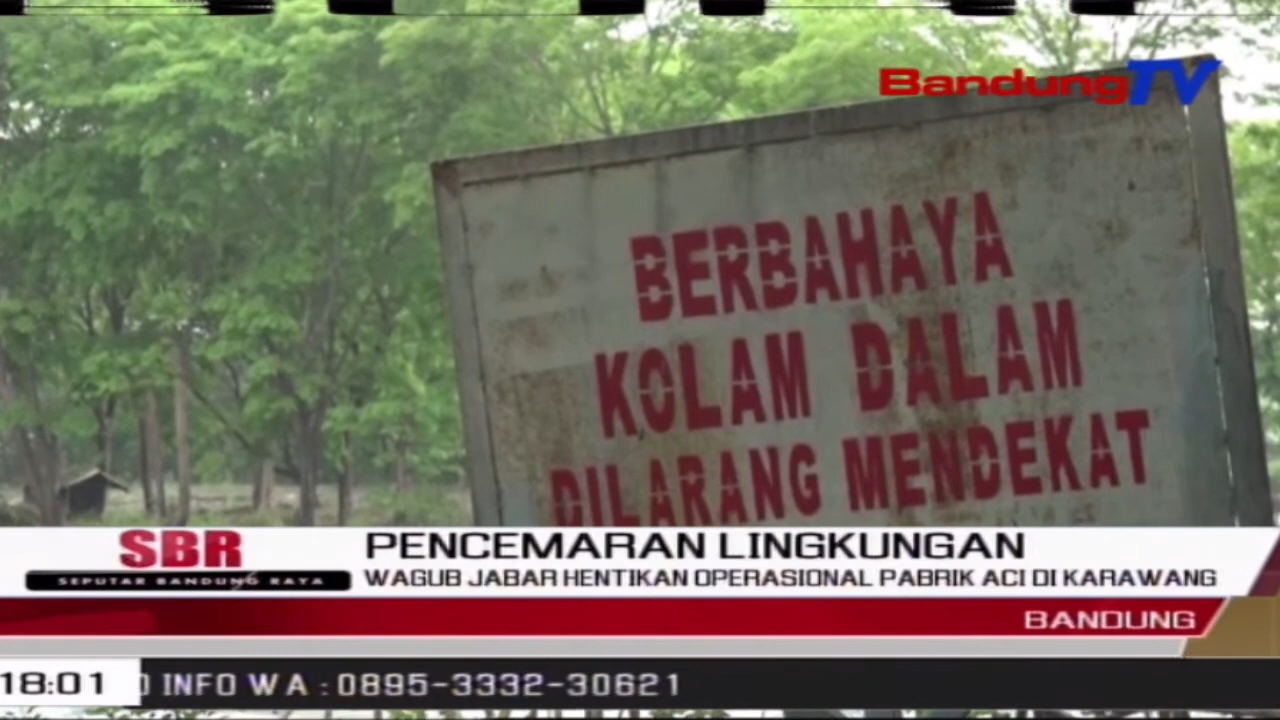 BandungTV
BERBAHAYA
KOLAM DALAM
DILARANG MENDEKAT
SBR
SEPUTAR BANDUNG RAYA
PENCEMARAN LINGKUNGAN
WAGUB JABAR HENTIKAN OPERASIONAL PABRIK ACI DI KARAWANG
BANDUNG
18:01
INFO WA : 0895-3332-30621